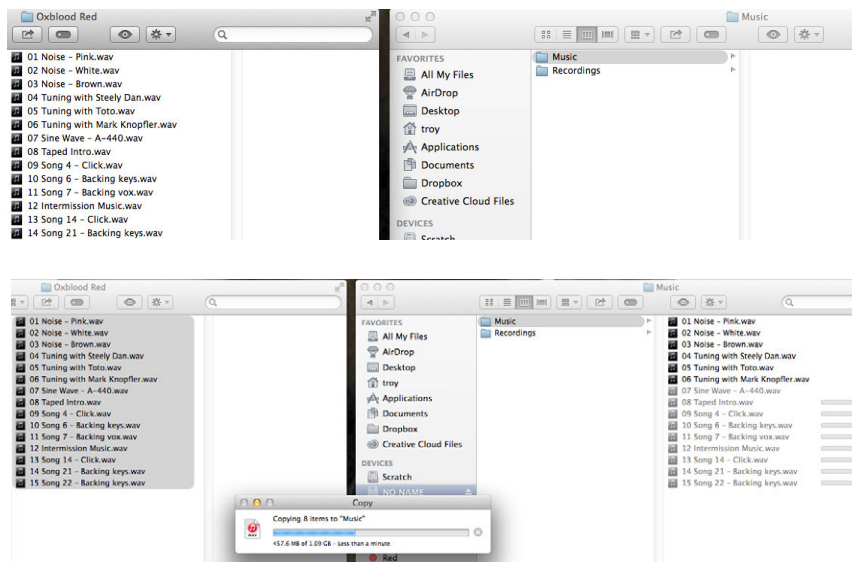 Oxblood Red
01 Noise – Pink.wav
02 Noise – White.wav
03 Noise – Brown.wav
04 Tuning with Steely Dan.wav
05 Tuning with Toto.wav
06 Tuning with Mark Knopfler.wav
07 Sine Wave – A-440.wav
08 Taped Intro.wav
09 Song 4 – Click.wav
10 Song 6 – Backing keys.wav
11 Song 7 – Backing vox.wav
12 Intermission Music.wav
13 Song 14 – Click.wav
14 Song 21 – Backing keys.wav
Music
FAVORITES
All My Files
AirDrop
Desktop
troy
Applications
Documents
Dropbox
Creative Cloud Files
DEVICES
Scratch
Music
Recordings
Oxblood Red
01 Noise – Pink.wav
02 Noise – White.wav
03 Noise – Brown.wav
04 Tuning with Steely Dan.wav
05 Tuning with Toto.wav
06 Tuning with Mark Knopfler.wav
07 Sine Wave – A-440.wav
08 Taped Intro.wav
09 Song 4 – Click.wav
10 Song 6 – Backing keys.wav
11 Song 7 – Backing vox.wav
12 Intermission Music.wav
13 Song 14 – Click.wav
14 Song 21 – Backing keys.wav
15 Song 22 – Backing keys.wav
Music
FAVORITES
All My Files
AirDrop
Desktop
troy
Applications
Documents
Dropbox
Creative Cloud Files
DEVICES
Scratch
NO NAME
Red
Music
Recordings
01 Noise – Pink.wav
02 Noise – White.wav
03 Noise – Brown.wav
04 Tuning with Steely Dan.wav
05 Tuning with Toto.wav
06 Tuning with Mark Knopfler.wav
07 Sine Wave – A-440.wav
08 Taped Intro.wav
09 Song 4 – Click.wav
10 Song 6 – Backing keys.wav
11 Song 7 – Backing vox.wav
12 Intermission Music.wav
13 Song 14 – Click.wav
14 Song 21 – Backing keys.wav
15 Song 22 – Backing keys.wav
Copy
Copying 8 items to "Music"
WAV
457.6 MB of 1.09 GB – Less than a minute